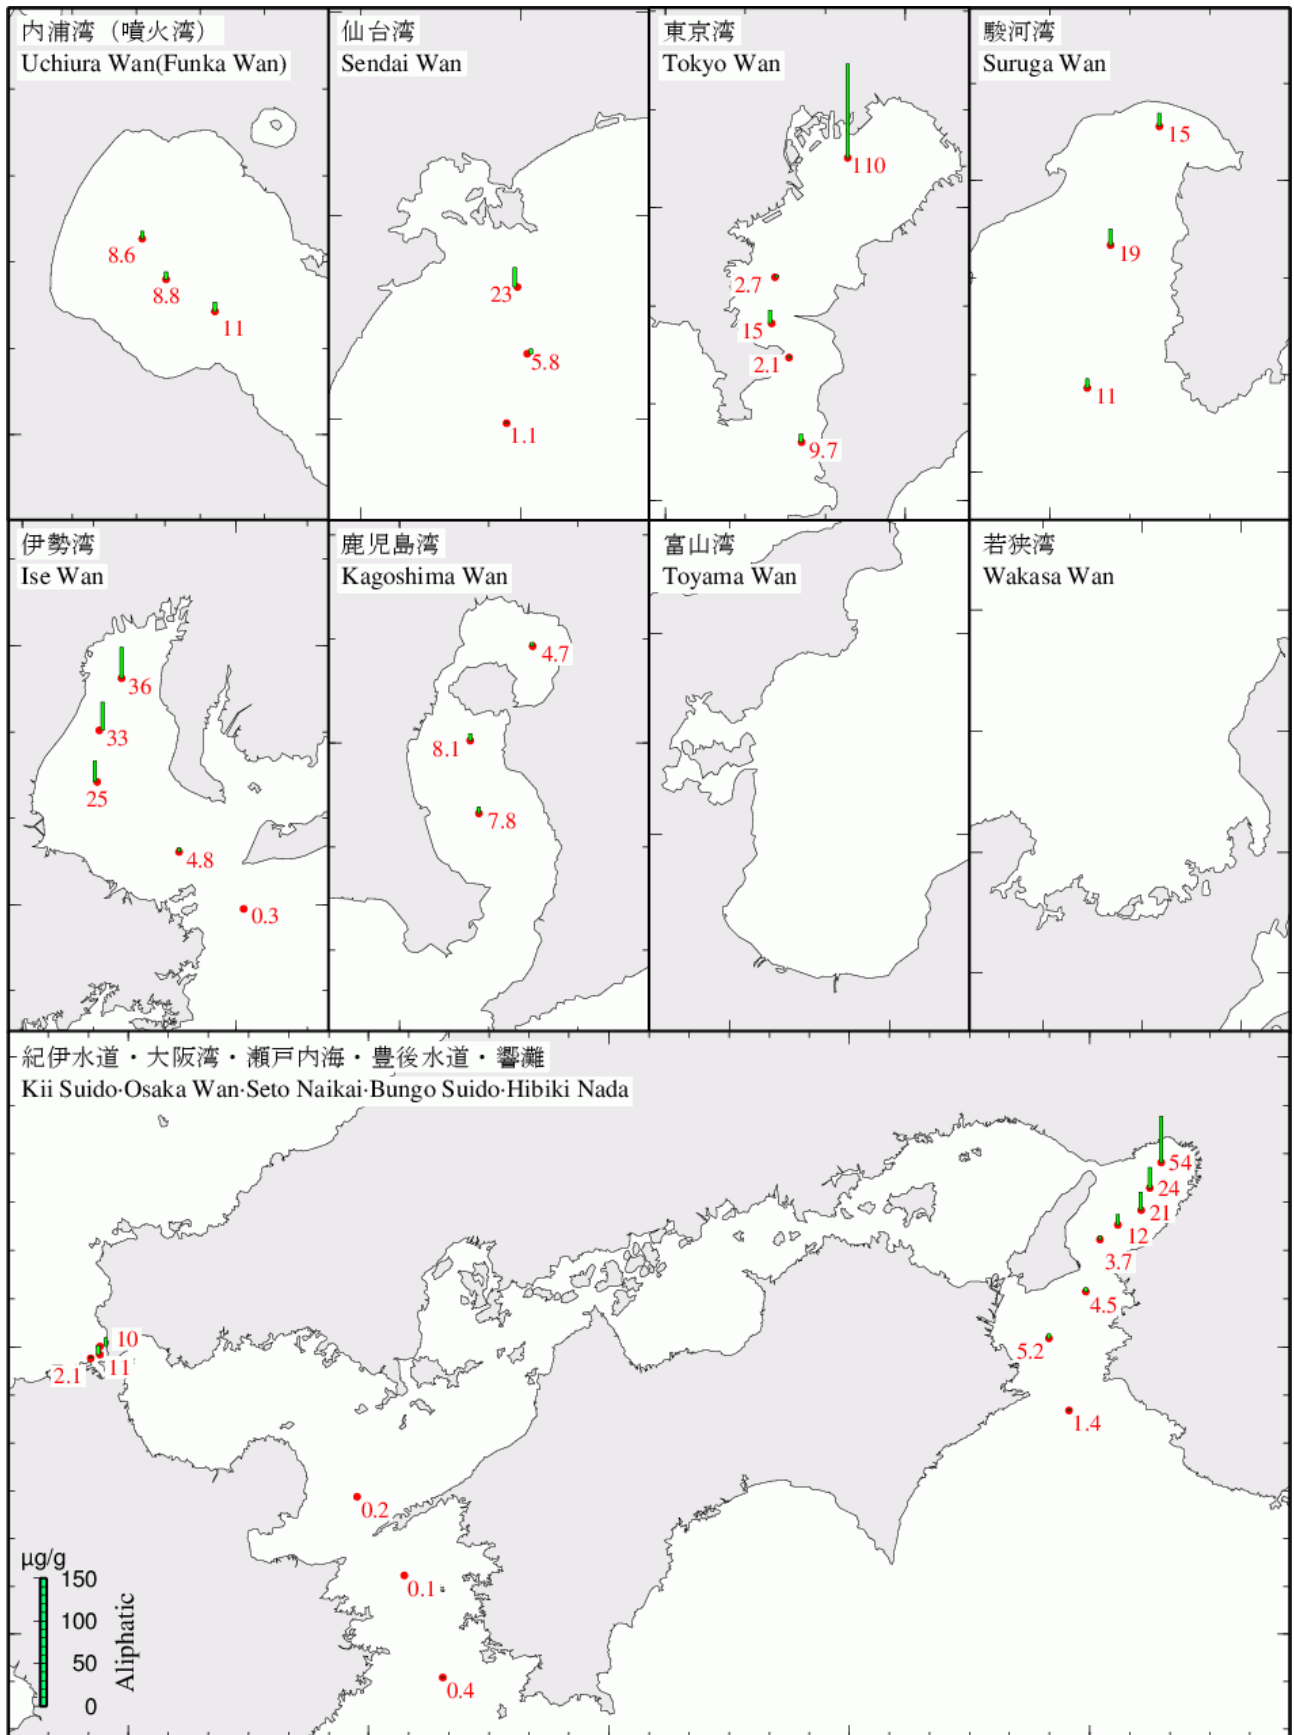 内浦湾（噴火湾）
Uchiura Wan(Funka Wan)
8.6
8.8
11
仙台湾
Sendai Wan
23
5.8
1.1
東京湾
Tokyo Wan
110
2.7
15
2.1
9.7
駿河湾
Suruga Wan
15
19
11
伊勢湾
Ise Wan
36
33
25
4.8
0.3
鹿児島湾
Kagoshima Wan
4.7
8.1
7.8
富山湾
Toyama Wan
若狭湾
Wakasa Wan
紀伊水道・大阪湾・瀬戸内海・豊後水道・響灘
Kii Suido·Osaka Wan·Seto Naikai·Bungo Suido·Hibiki Nada
54
24
21
12
3.7
4.5
5.2
1.4
10
11
2.1
0.2
0.1
0.4
µg/g
150
100
50
0
Aliphatic